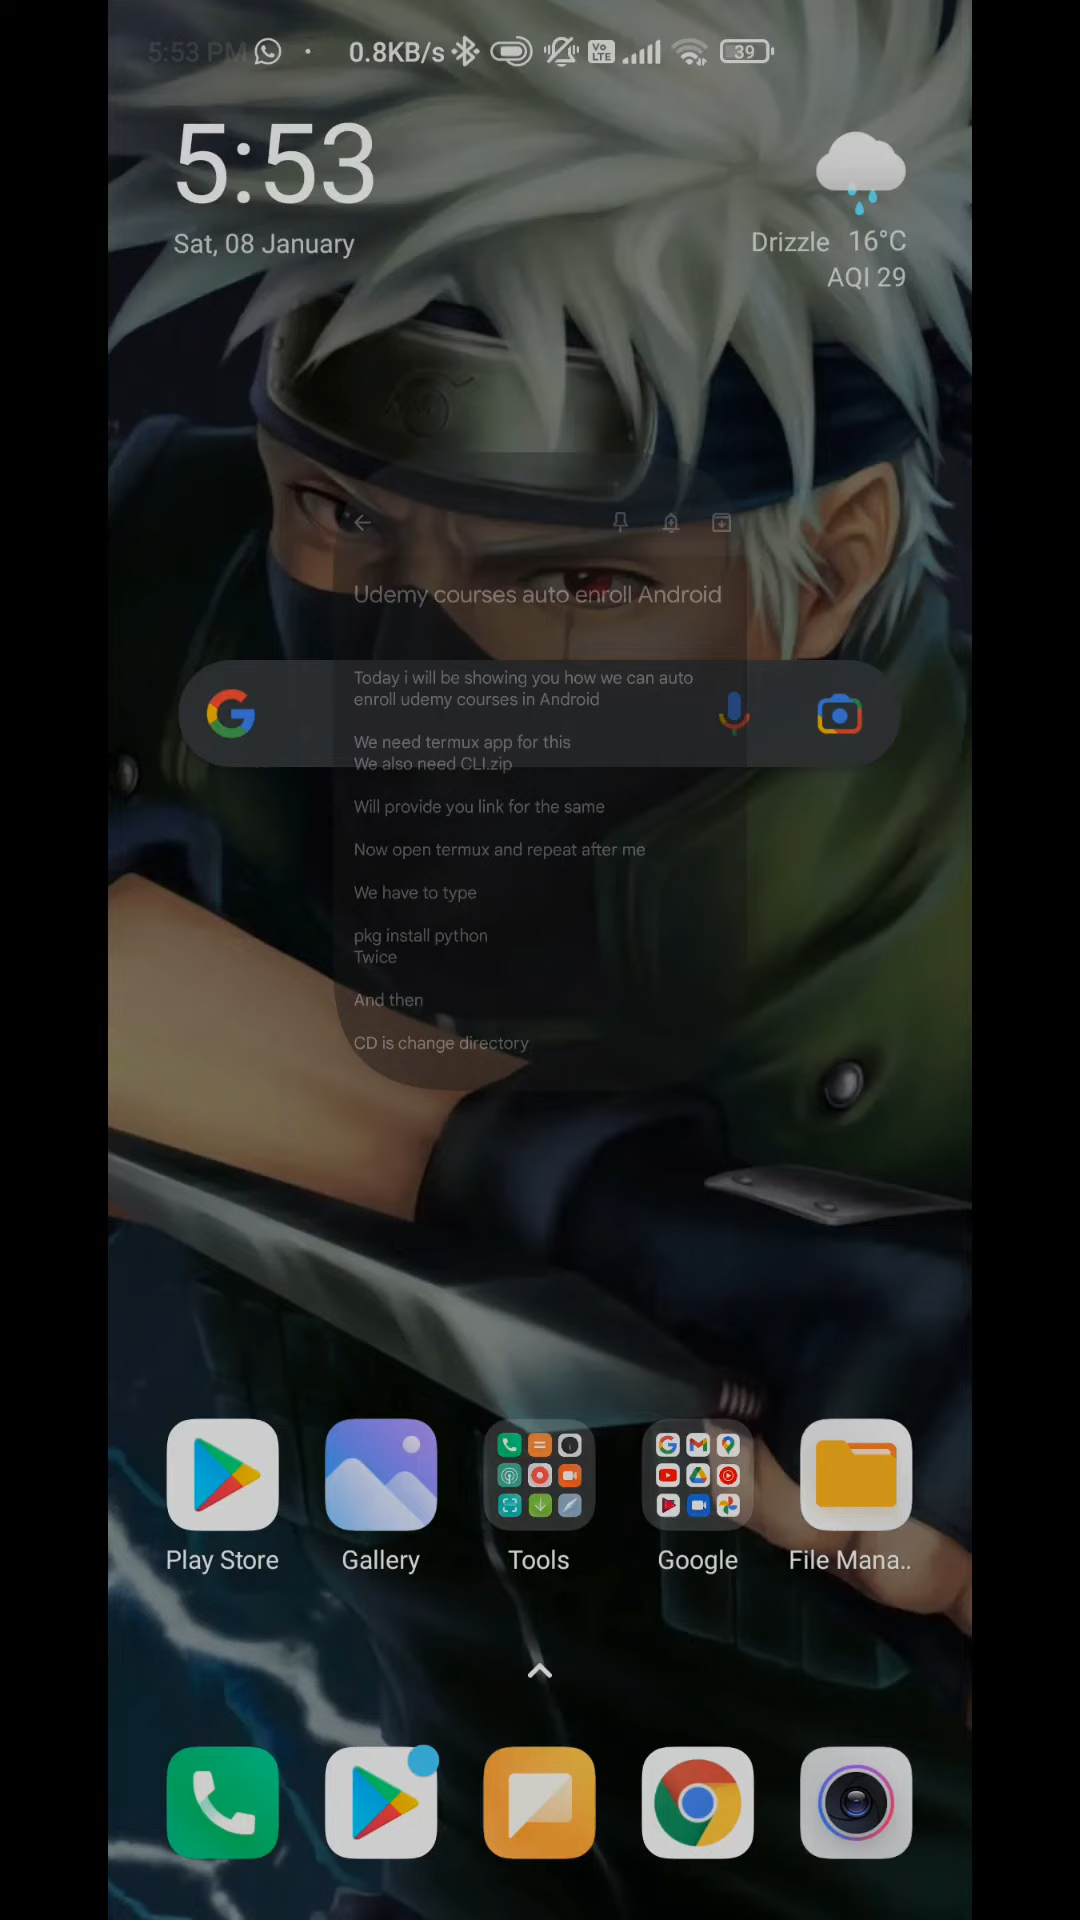 5:53 PM
0.8KB/s
Vo
LTE
39
5:53
Sat, 08 January
Drizzle 16°C
AQI 29
Udemy courses auto enroll Android
Today i will be showing you how we can auto
enroll udemy courses in Android
We need termux app for this
We also need CLI.zip
Will provide you link for the same
Now open termux and repeat after me
We have to type
pkg install python
Twice
And then
CD is change directory
Play Store
Gallery
Tools
Google
File Mana..